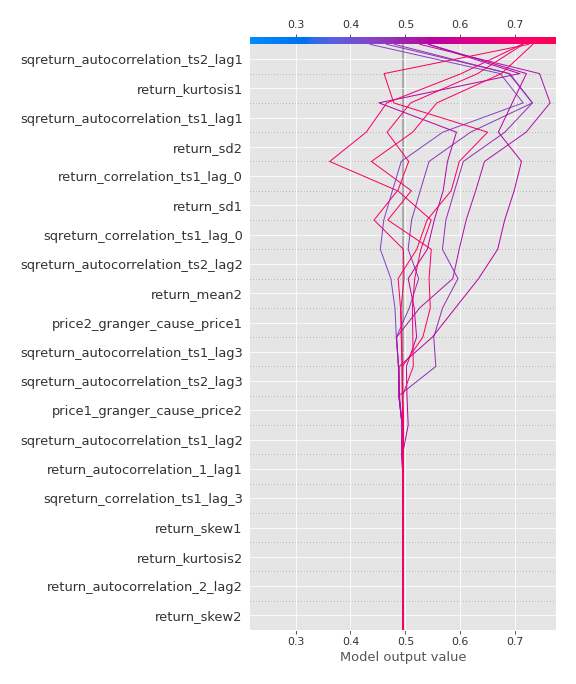 0.3 0.4 0.5 0.6 0.7
sqreturn_autocorrelation_ts2_lag1
return_kurtosis1
sqreturn_autocorrelation_ts1_lag1
return_sd2
return_correlation_ts1_lag_0
return_sd1
sqreturn_correlation_ts1_lag_0
sqreturn_autocorrelation_ts2_lag2
return_mean2
price2_granger_cause_price1
sqreturn_autocorrelation_ts1_lag3
sqreturn_autocorrelation_ts2_lag3
price1_granger_cause_price2
sqreturn_autocorrelation_ts1_lag2
return_autocorrelation_1_lag1
sqreturn_correlation_ts1_lag_3
return_skew1
return_kurtosis2
return_autocorrelation_2_lag2
return_skew2
0.3 0.4 0.5 0.6 0.7
Model output value